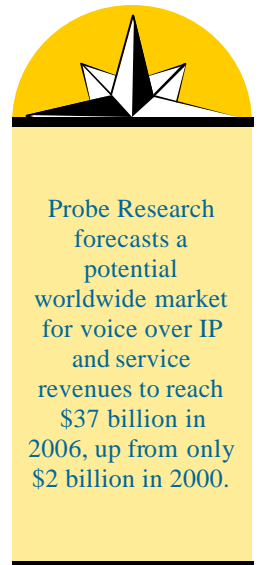 Probe Research
forecasts a
potential
worldwide market
for voice over IP
and service
revenues to reach
$37 billion in
2006, up from only
$2 billion in 2000.